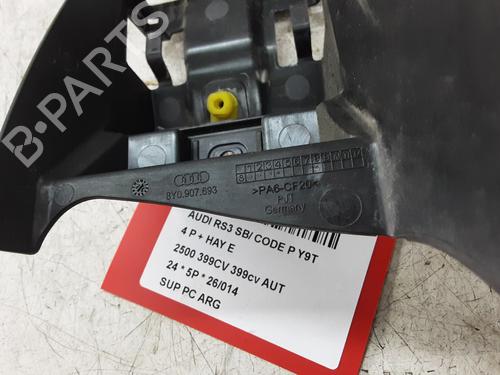 B-PARTS
8Y0.907.693
>PA6-CF20<
PJ1
Germany
AUDI RS3 SB/ CODE P Y9T
4 P + HAY E
2500 399CV 399cv AUT
24 * 5P * 26/014
SUP PC ARG